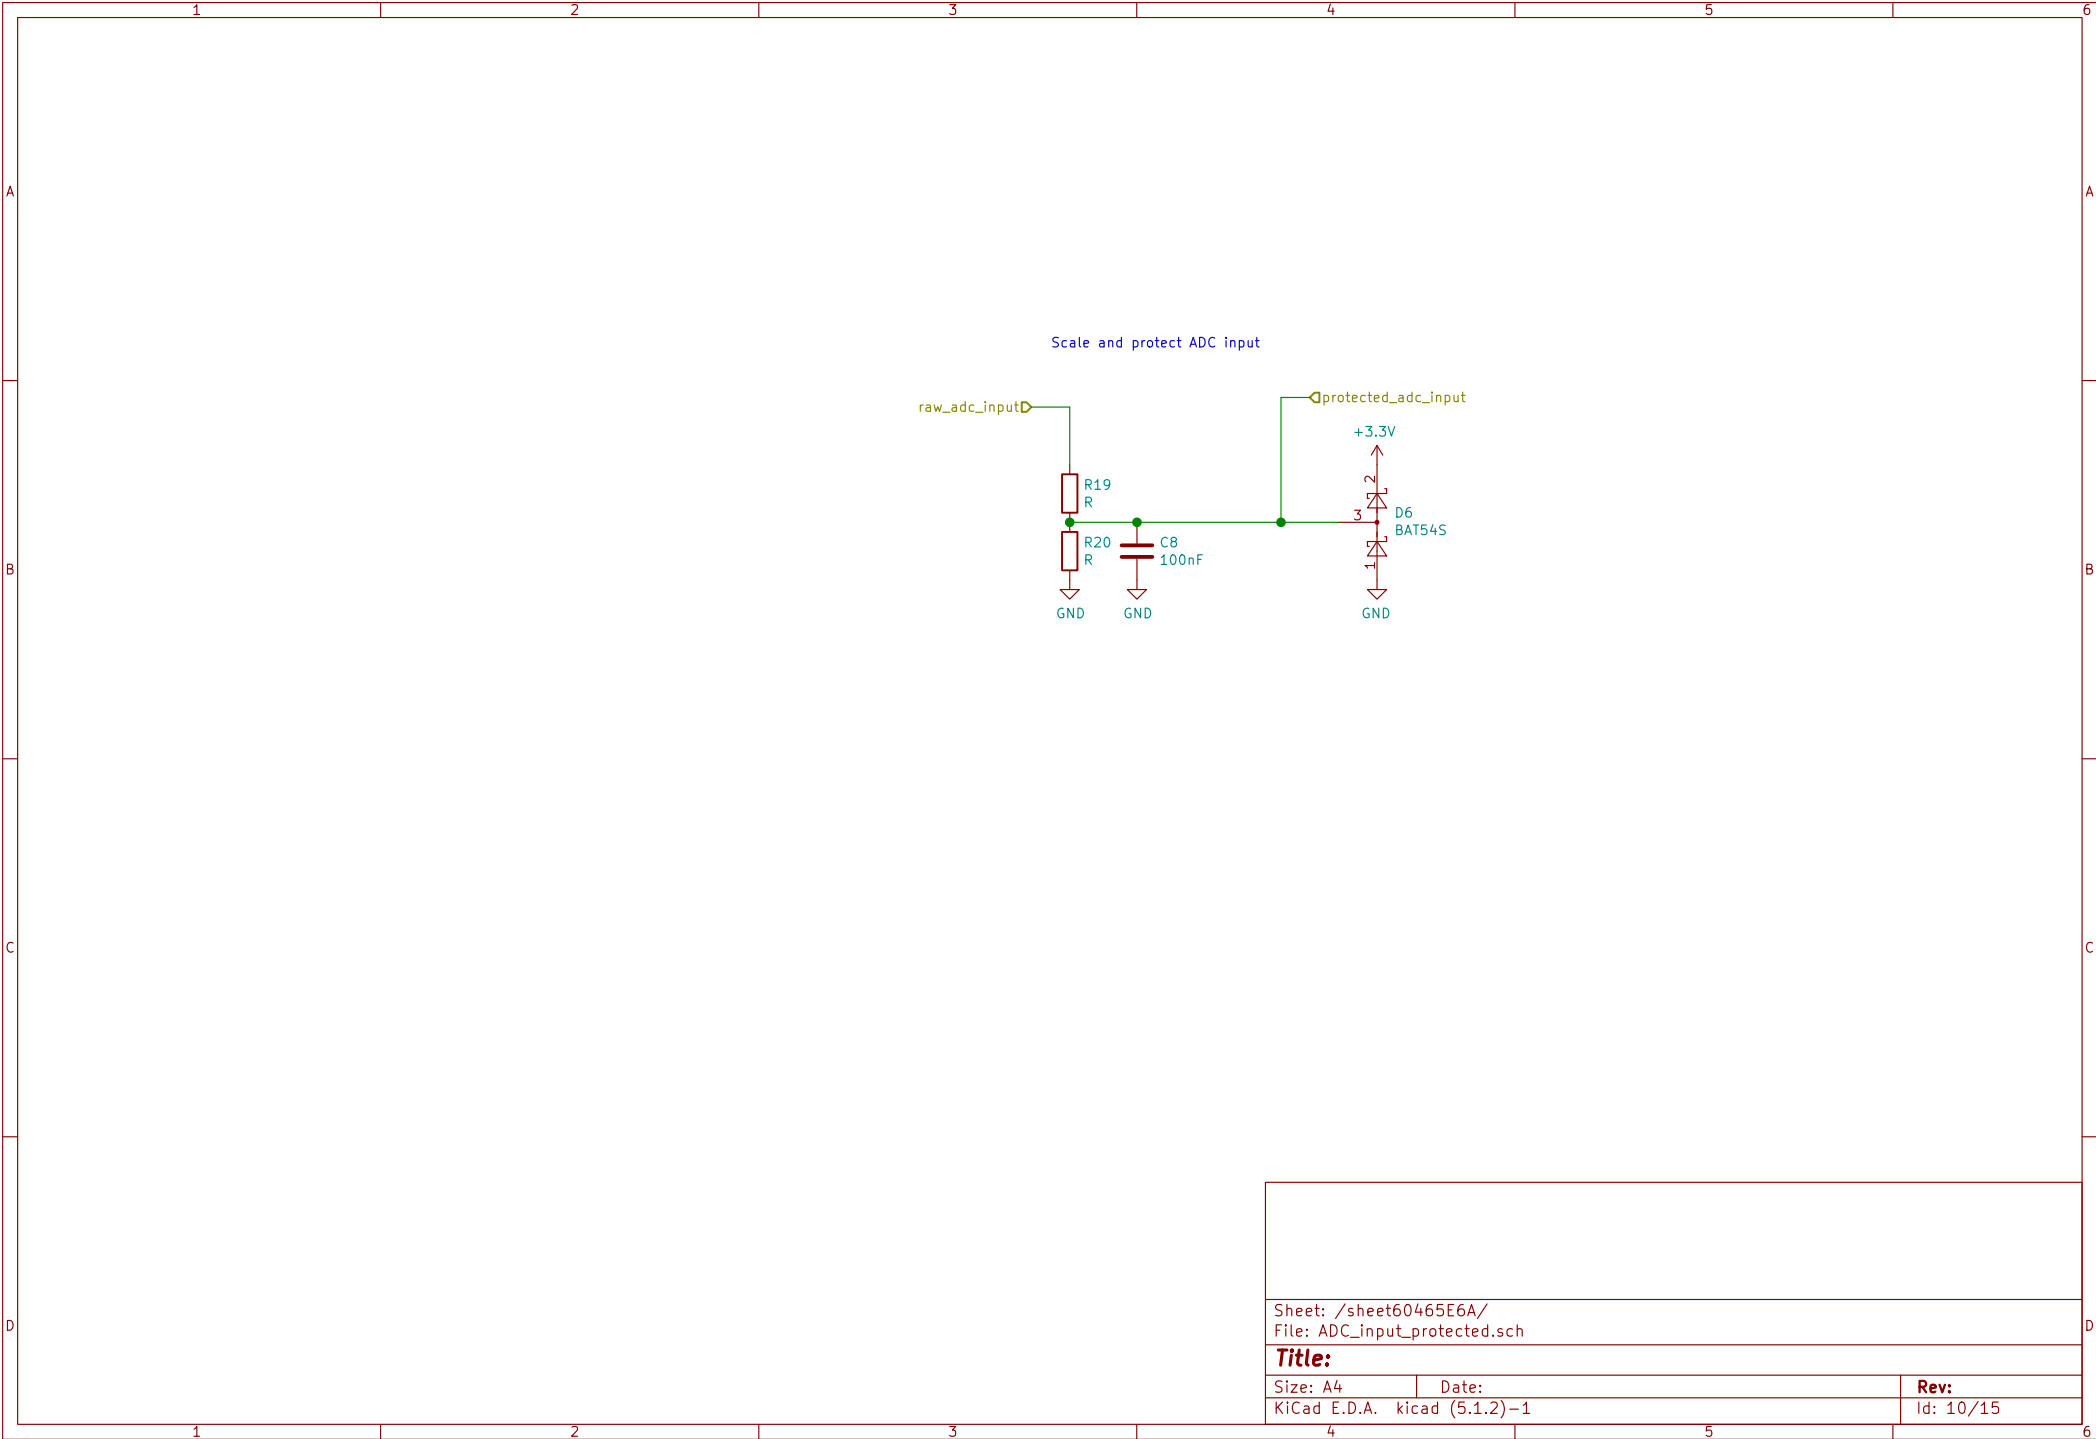 1 2 3 4 5 6
A A
Scale and protect ADC input
raw_adc_input
protected_adc_input
+3.3V
2
R19
R
3
D6
BAT54S
R20
R
C8
100nF
1
B B
GND GND GND
C C
Sheet: /sheet60465E6A/
File: ADC_input_protected.sch
D D
Title:
Size: A4 Date: Rev:
KiCad E.D.A. kicad (5.1.2)-1 Id: 10/15
1 2 3 4 5 6